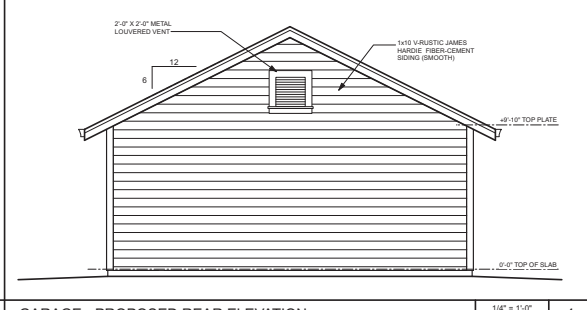 2'-0" X 2'-0" METAL
LOUVERED VENT
1x10 V-RUSTIC JAMES
HARDIE FIBER-CEMENT
SIDING (SMOOTH)
12
6
+9'-10" TOP PLATE
0'-0" TOP OF SLAB
GARAGE - PROPOSED REAR ELEVATION
1/4" = 1'-0"